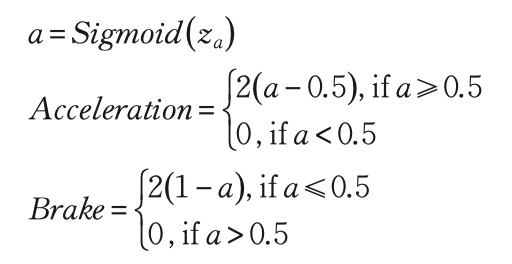 a = Sigmoid(zₐ)
Acceleration = {2(a − 0.5), if a ⩾ 0.5
0, if a < 0.5
Brake = {2(1 − a), if a ⩽ 0.5
0, if a > 0.5